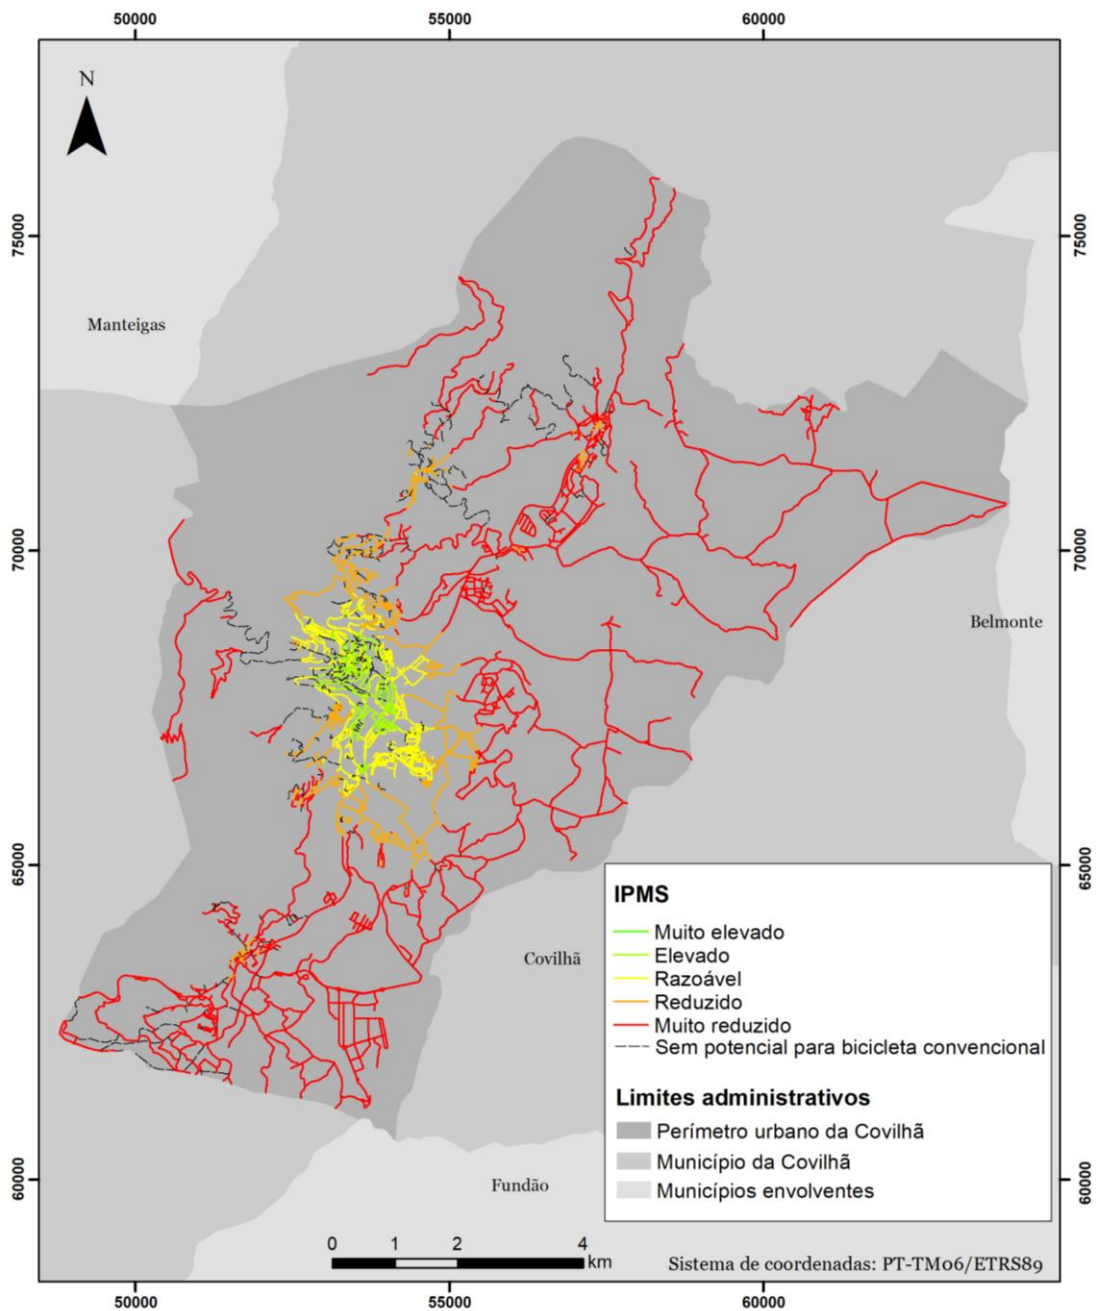 50000 55000 60000
N
75000 75000
Manteigas
70000 70000
Belmonte
65000 65000
IPMS
Muito elevado
Elevado
Covilhã
Razoável
Reduzido
Muito reduzido
Sem potencial para bicicleta convencional
Limites administrativos
Perímetro urbano da Covilhã
Município da Covilhã
Municípios envolventes
60000 60000
Fundão
0 1 2 4
km
Sistema de coordenadas: PT-TM06/ETRS89
50000 55000 60000